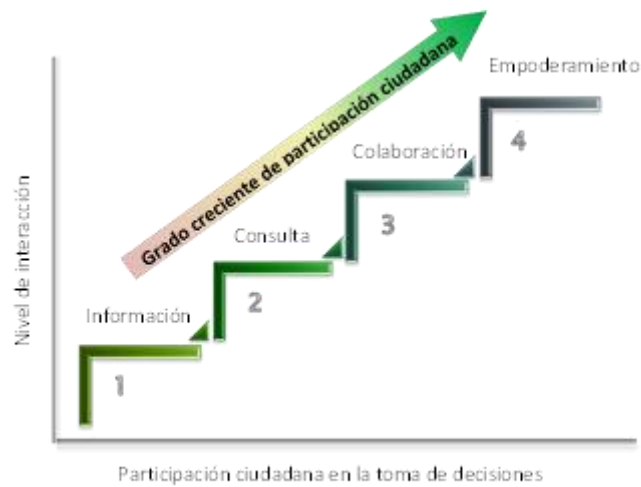 Empoderamiento
4
Grado creciente de participación ciudadana
Colaboración
3
Consulta
2
Información
1
Nivel de interacción
Participación ciudadana en la toma de decisiones